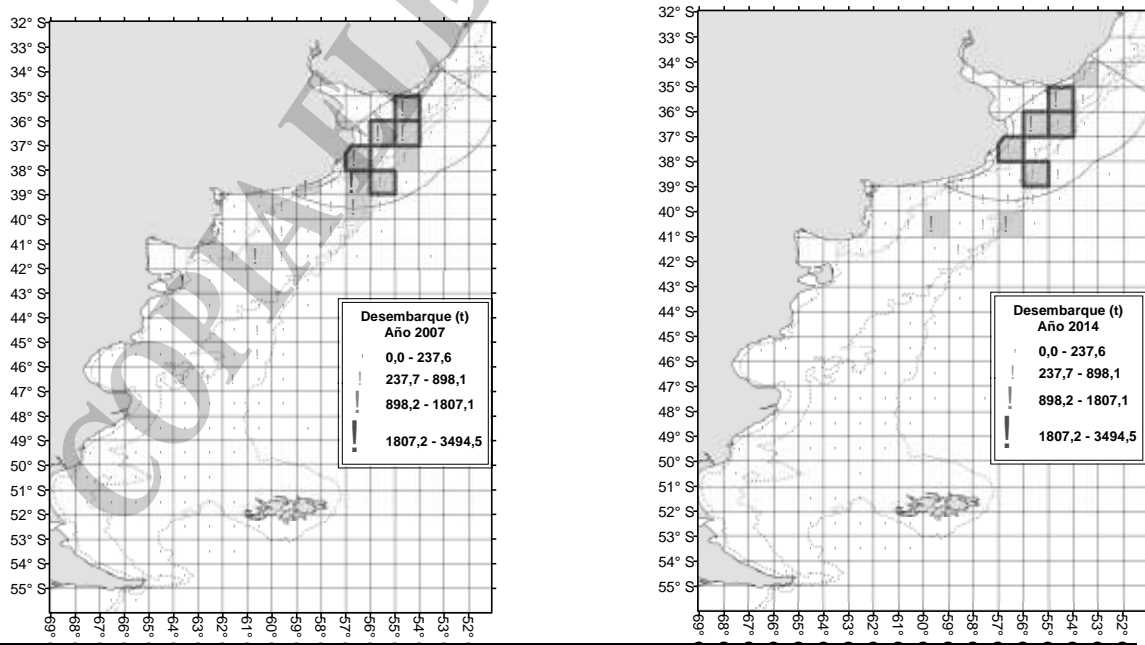 COPIA
32° S
33° S
34° S
35° S
36° S
37° S
38° S
39° S
40° S
41° S
42° S
43° S
44° S
45° S
46° S
47° S
48° S
49° S
50° S
51° S
52° S
53° S
54° S
55° S
Desembarque (t)
Año 2007
0,0 - 237,6
237,7 - 898,1
898,2 - 1807,1
1807,2 - 3494,5
69° 68° 67° 66° 65° 64° 63° 62° 61° 60° 59° 58° 57° 56° 55° 54° 53° 52°
32° S
33° S
34° S
35° S
36° S
37° S
38° S
39° S
40° S
41° S
42° S
43° S
44° S
45° S
46° S
47° S
48° S
49° S
50° S
51° S
52° S
53° S
54° S
55° S
Desembarque (t)
Año 2014
0,0 - 237,6
237,7 - 898,1
898,2 - 1807,1
1807,2 - 3494,5
69° 68° 67° 66° 65° 64° 63° 62° 61° 60° 59° 58° 57° 56° 55° 54° 53° 52°